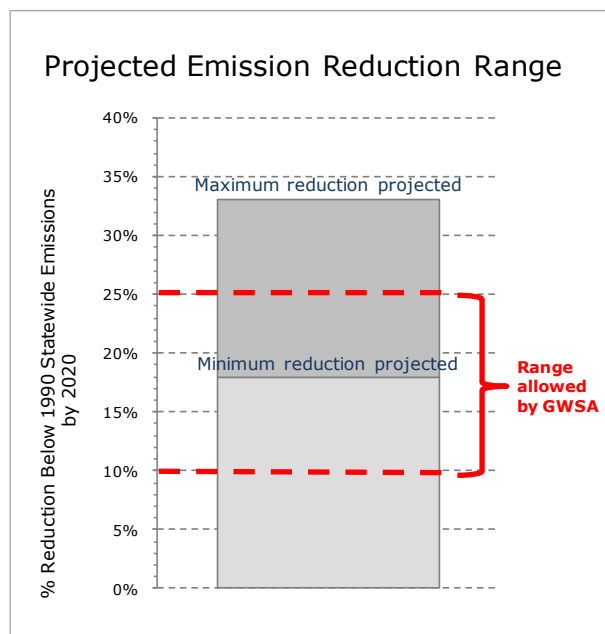 Projected Emission Reduction Range
40%
35%
Maximum reduction projected
30%
25%
20%
Minimum reduction projected
15%
10%
5%
0%
% Reduction Below 1990 Statewide Emissions
by 2020
Range
allowed
by GWSA